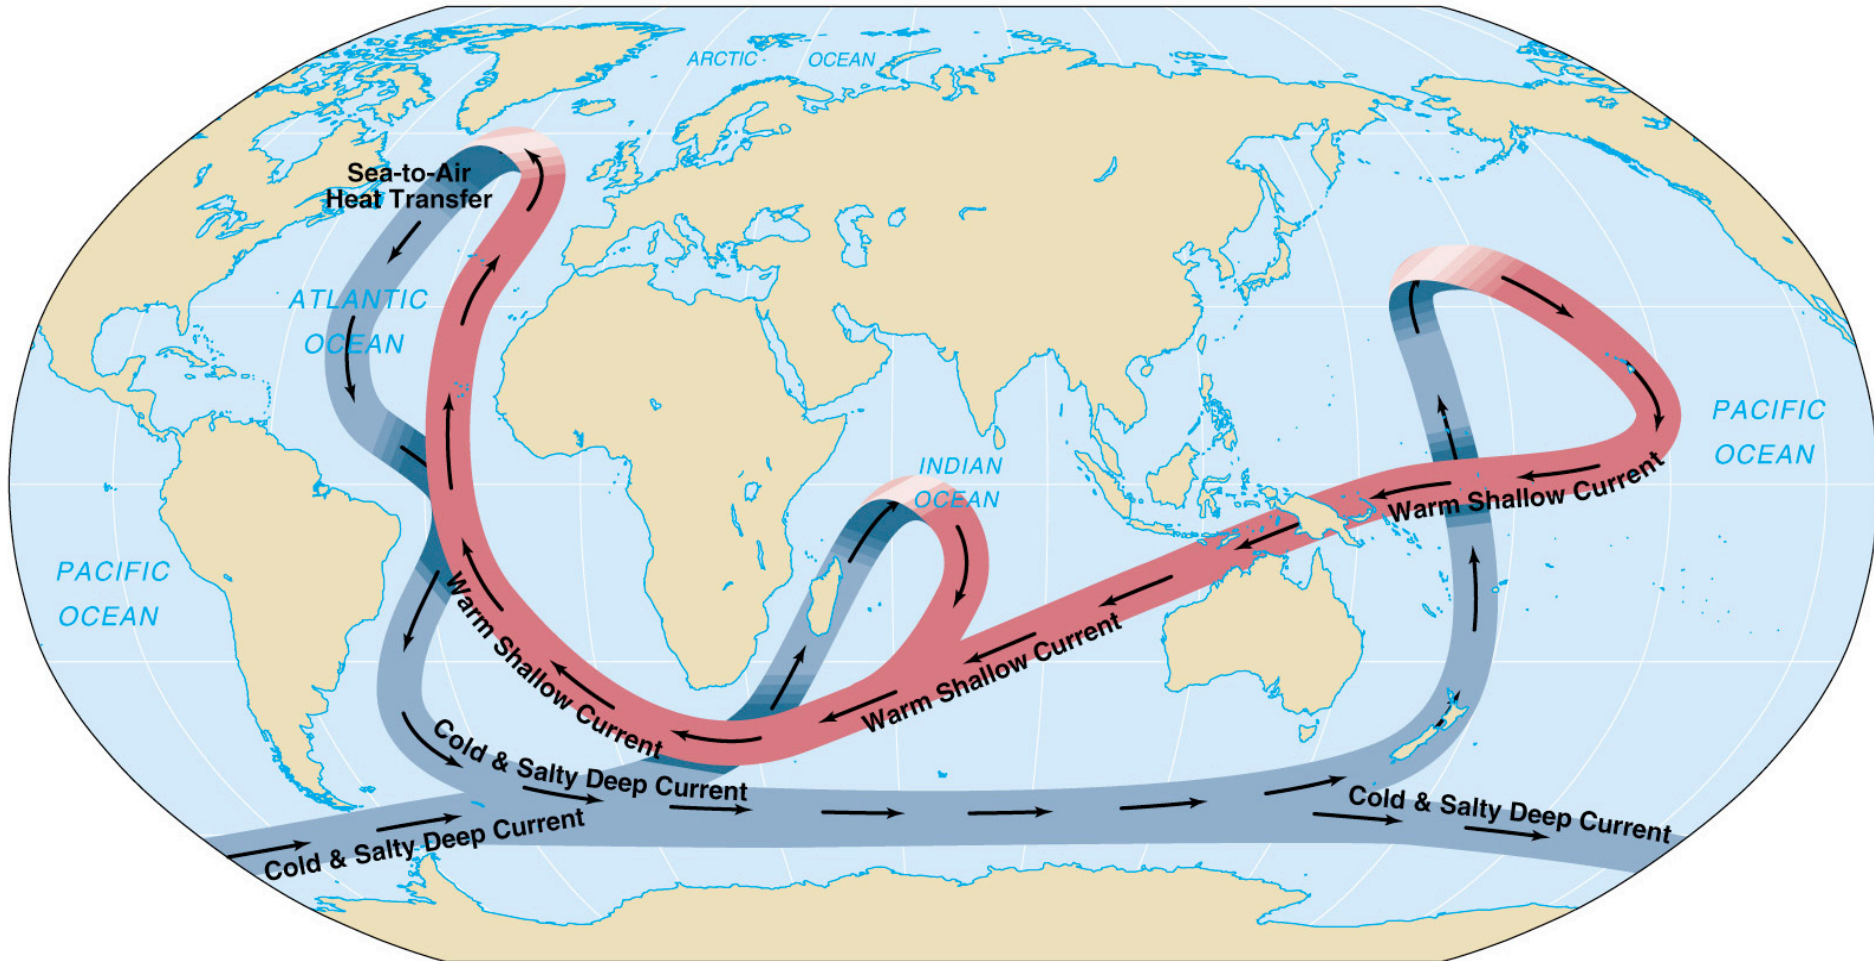 ARCTIC OCEAN
Sea-to-Air
Heat Transfer
ATLANTIC
OCEAN
PACIFIC
OCEAN
INDIAN
OCEAN
Warm Shallow Current
PACIFIC
OCEAN
Warm Shallow Current
Warm Shallow Current
Cold & Salty Deep Current
Cold & Salty Deep Current
Cold & Salty Deep Current